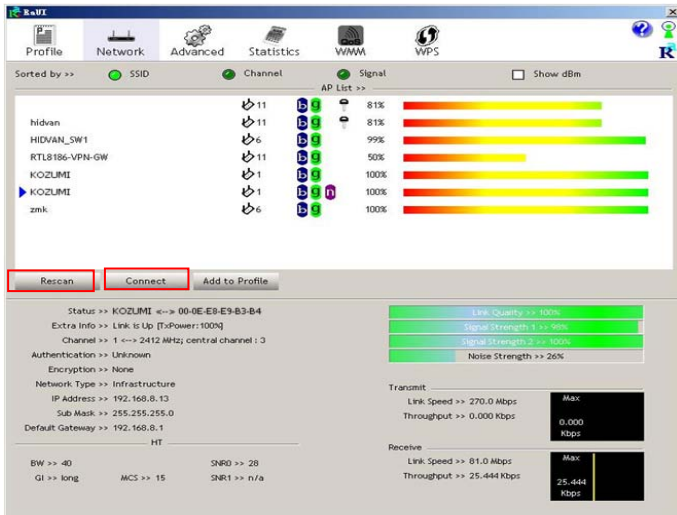 RaUI
Profile Network Advanced Statistics WMM WPS
QoS
Sorted by >> SSID Channel Signal Show dBm
AP List >>
11 b g 81%
hidvan 11 b g 81%
HIDVAN_SW1 6 b g 99%
RTL8186-VPN-GW 11 b g 50%
KOZUMI 1 b g 100%
KOZUMI 1 b g n 100%
zmk 6 b g 100%
Rescan Connect Add to Profile
Status >> KOZUMI <--> 00-0E-E8-E9-B3-B4
Extra Info >> Link is Up [TxPower:100%]
Channel >> 1 <--> 2412 MHz; central channel : 3
Authentication >> Unknown
Encryption >> None
Network Type >> Infrastructure
IP Address >> 192.168.8.13
Sub Mask >> 255.255.255.0
Default Gateway >> 192.168.8.1
HT
BW >> 40 SNR0 >> 28
GI >> long MCS >> 15 SNR1 >> n/a
Link Quality >> 100%
Signal Strength 1 >> 98%
Signal Strength 2 >> 100%
Noise Strength >> 26%
Transmit
Link Speed >> 270.0 Mbps
Throughput >> 0.000 Kbps
Max
0.000
Kbps
Receive
Link Speed >> 81.0 Mbps
Throughput >> 25.444 Kbps
Max
25.444
Kbps